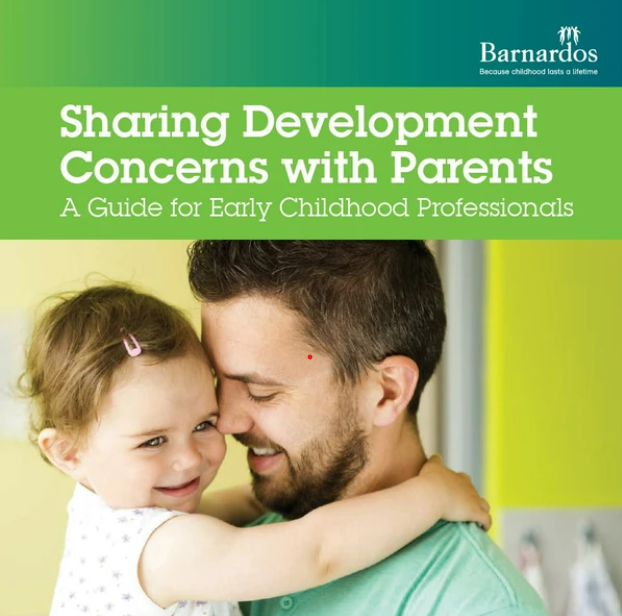 Barnardos
Because childhood lasts a lifetime
Sharing Development
Concerns with Parents
A Guide for Early Childhood Professionals